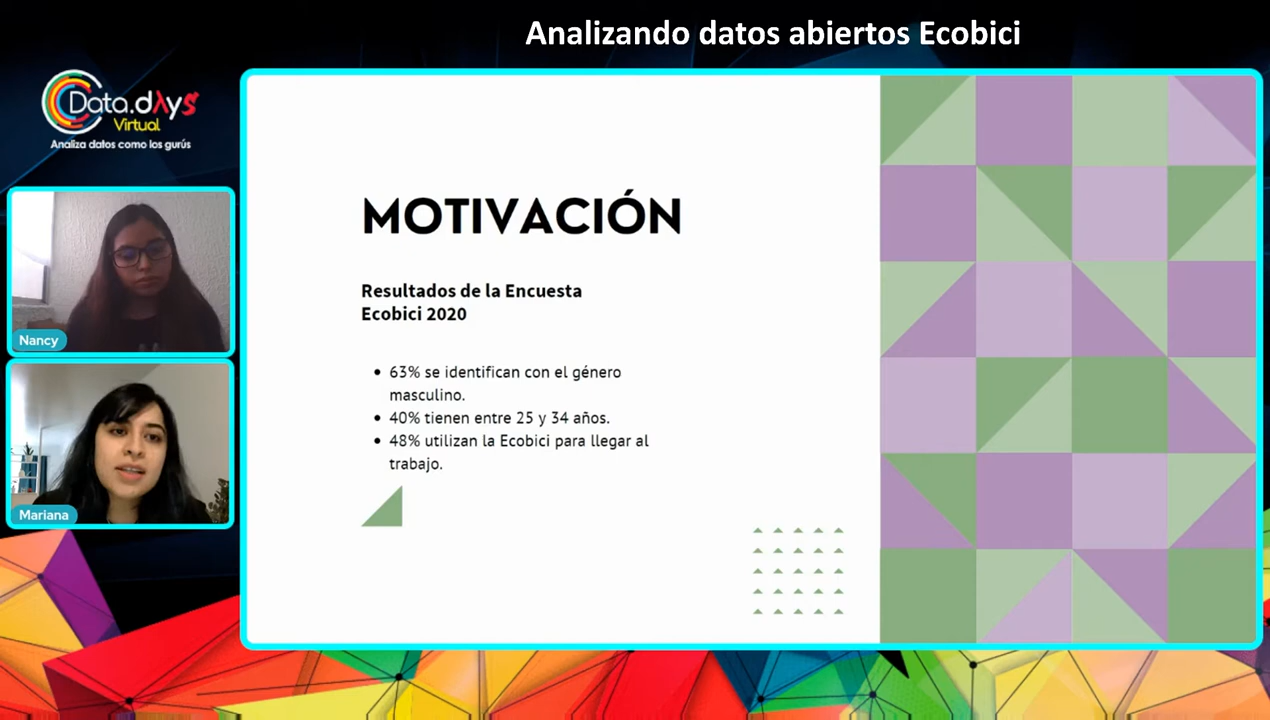 Analizando datos abiertos Ecobici
Data.dAys
Virtual
Analiza datos como los gurús
Nancy
Mariana
MOTIVACIÓN
Resultados de la Encuesta
Ecobici 2020
• 63% se identifican con el género
masculino.
• 40% tienen entre 25 y 34 años.
• 48% utilizan la Ecobici para llegar al
trabajo.